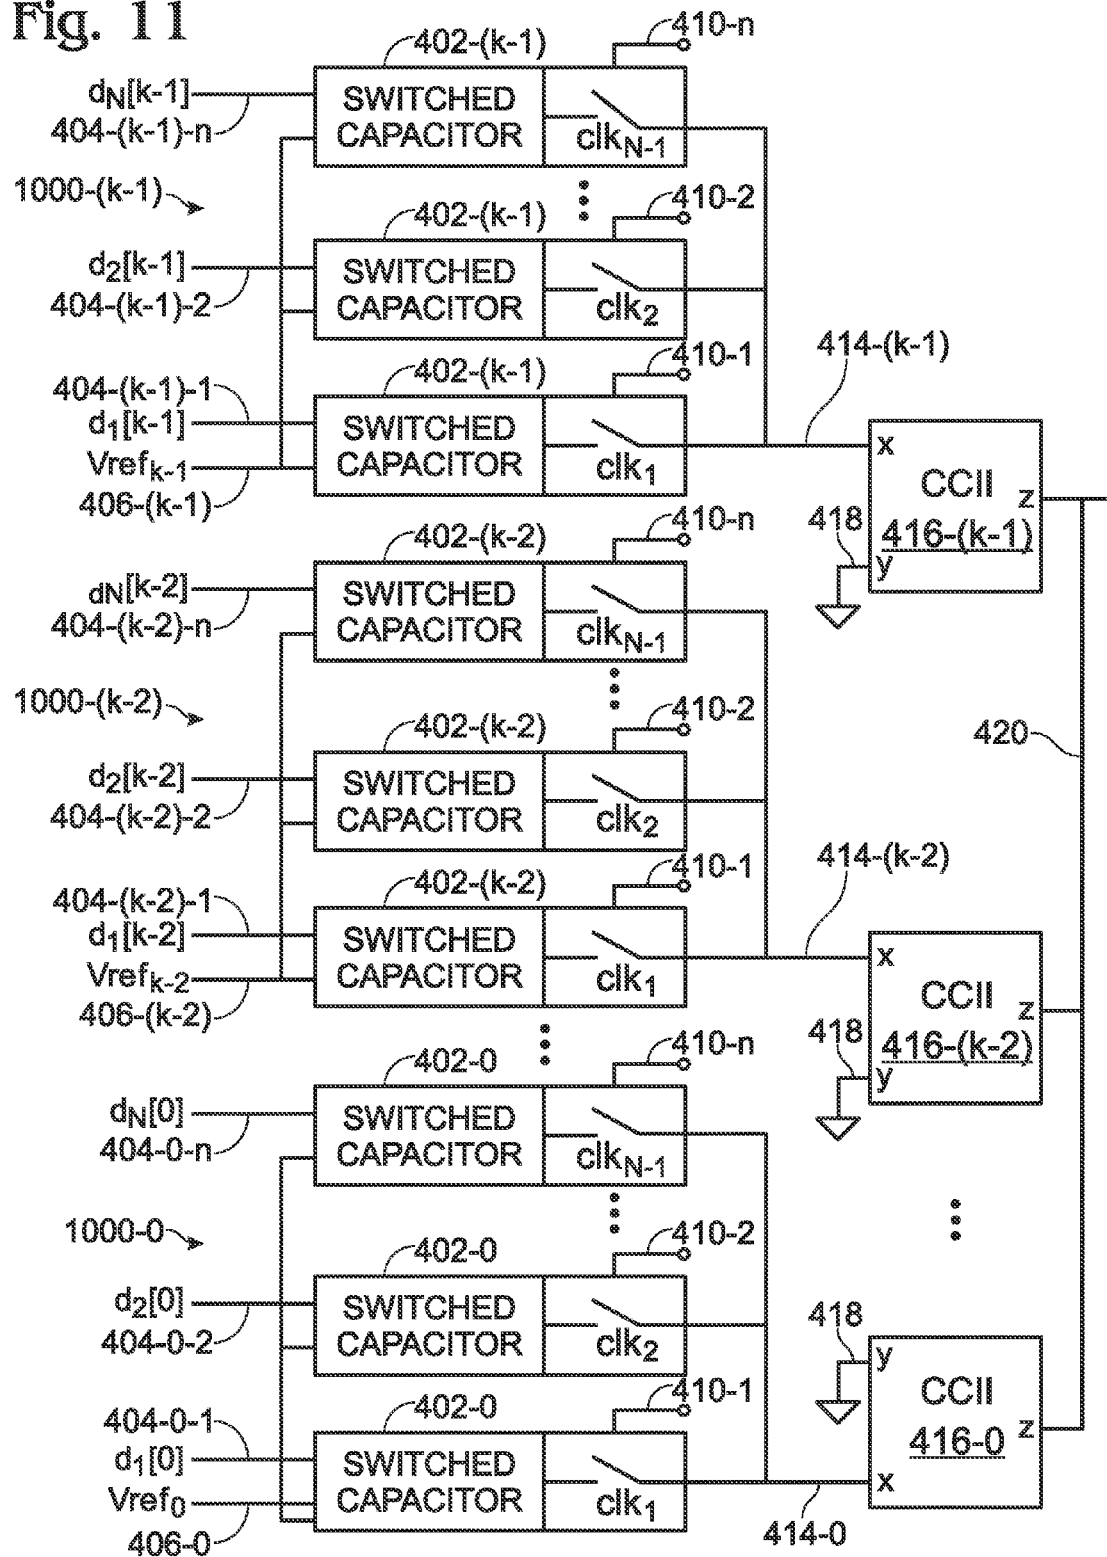 Fig. 11
402-(k-1)
410-n
dN[k-1]
404-(k-1)-n
SWITCHED
CAPACITOR
clkN-1
1000-(k-1)
402-(k-1)
410-2
d2[k-1]
404-(k-1)-2
SWITCHED
CAPACITOR
clk2
402-(k-1)
410-1
404-(k-1)-1
d1[k-1]
Vrefk-1
406-(k-1)
SWITCHED
CAPACITOR
clk1
414-(k-1)
x
CCII
z
416-(k-1)
y
418
402-(k-2)
410-n
dN[k-2]
404-(k-2)-n
SWITCHED
CAPACITOR
clkN-1
1000-(k-2)
402-(k-2)
410-2
420
d2[k-2]
404-(k-2)-2
SWITCHED
CAPACITOR
clk2
402-(k-2)
410-1
404-(k-2)-1
d1[k-2]
Vrefk-2
406-(k-2)
SWITCHED
CAPACITOR
clk1
414-(k-2)
x
CCII
z
416-(k-2)
y
418
402-0
410-n
dN[0]
404-0-n
SWITCHED
CAPACITOR
clkN-1
1000-0
402-0
410-2
d2[0]
404-0-2
SWITCHED
CAPACITOR
clk2
402-0
410-1
404-0-1
d1[0]
Vref0
406-0
SWITCHED
CAPACITOR
clk1
418
y
CCII
416-0
z
x
414-0